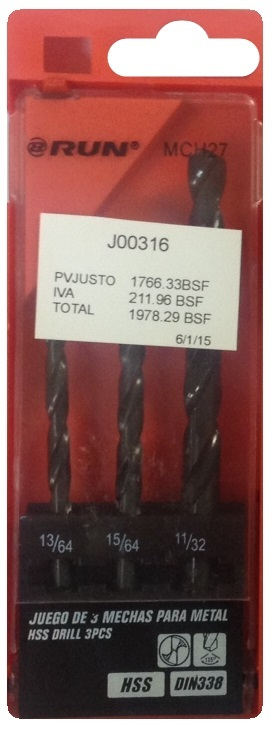 RUN® MCH27
J00316
PVJUSTO 1766.33BSF
IVA 211.96 BSF
TOTAL 1978.29 BSF
6/1/15
13/64 15/64 11/32
JUEGO DE 3 MECHAS PARA METAL
HSS DRILL 3PCS
HSS DIN338